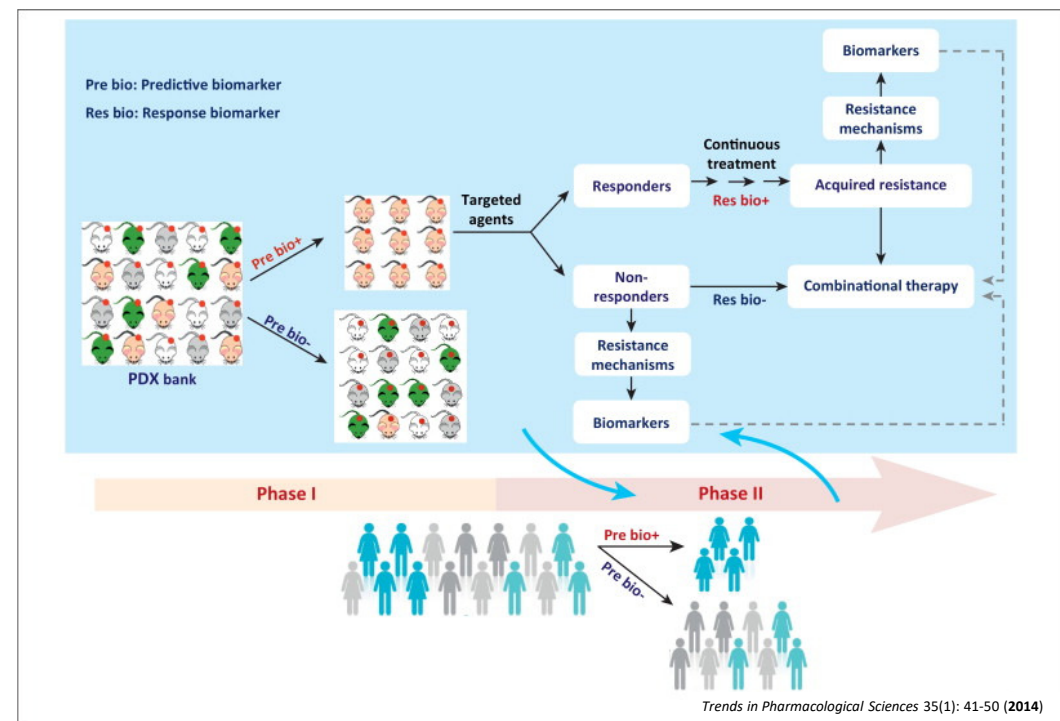 Pre bio: Predictive biomarker
Res bio: Response biomarker
Biomarkers
Resistance
mechanisms
Continuous
treatment
Responders
Res bio+
Acquired resistance
Targeted
agents
Pre bio+
Pre bio-
PDX bank
Non-
responders
Res bio-
Combinational therapy
Resistance
mechanisms
Biomarkers
Phase I
Phase II
Pre bio+
Pre bio-
Trends in Pharmacological Sciences 35(1): 41-50 (2014)